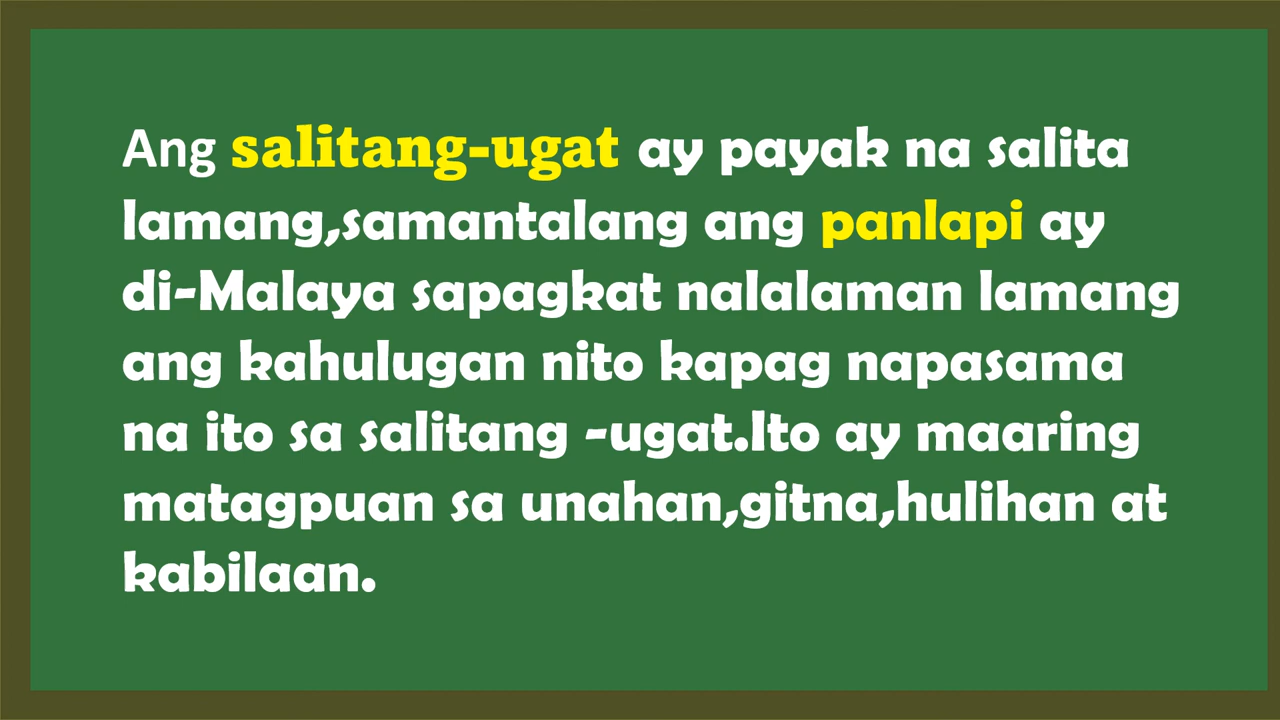 Ang salitang-ugat ay payak na salita
lamang,samantalang ang panlapi ay
di-Malaya sapagkat nalalaman lamang
ang kahulugan nito kapag napasama
na ito sa salitang -ugat.Ito ay maaring
matagpuan sa unahan,gitna,hulihan at
kabilaan.